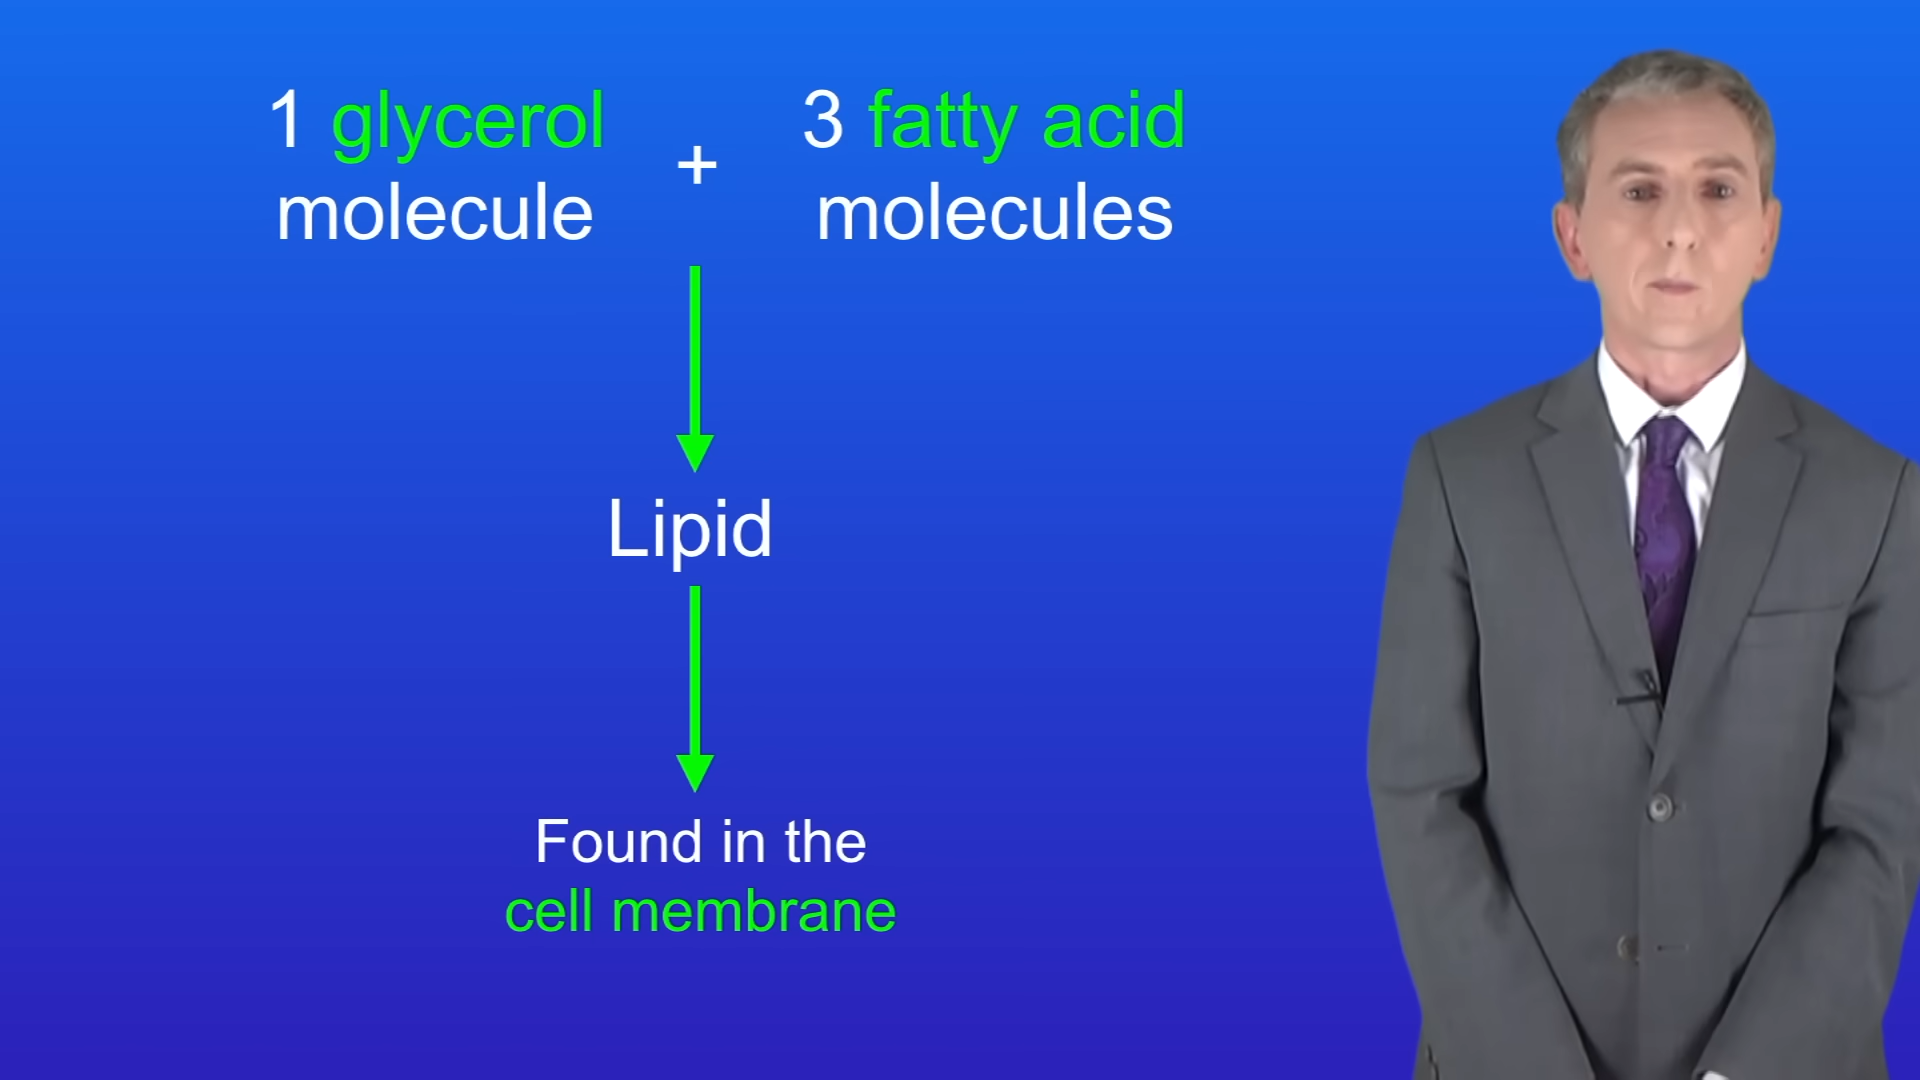 1 glycerol
molecule
+
3 fatty acid
molecules
Lipid
Found in the
cell membrane